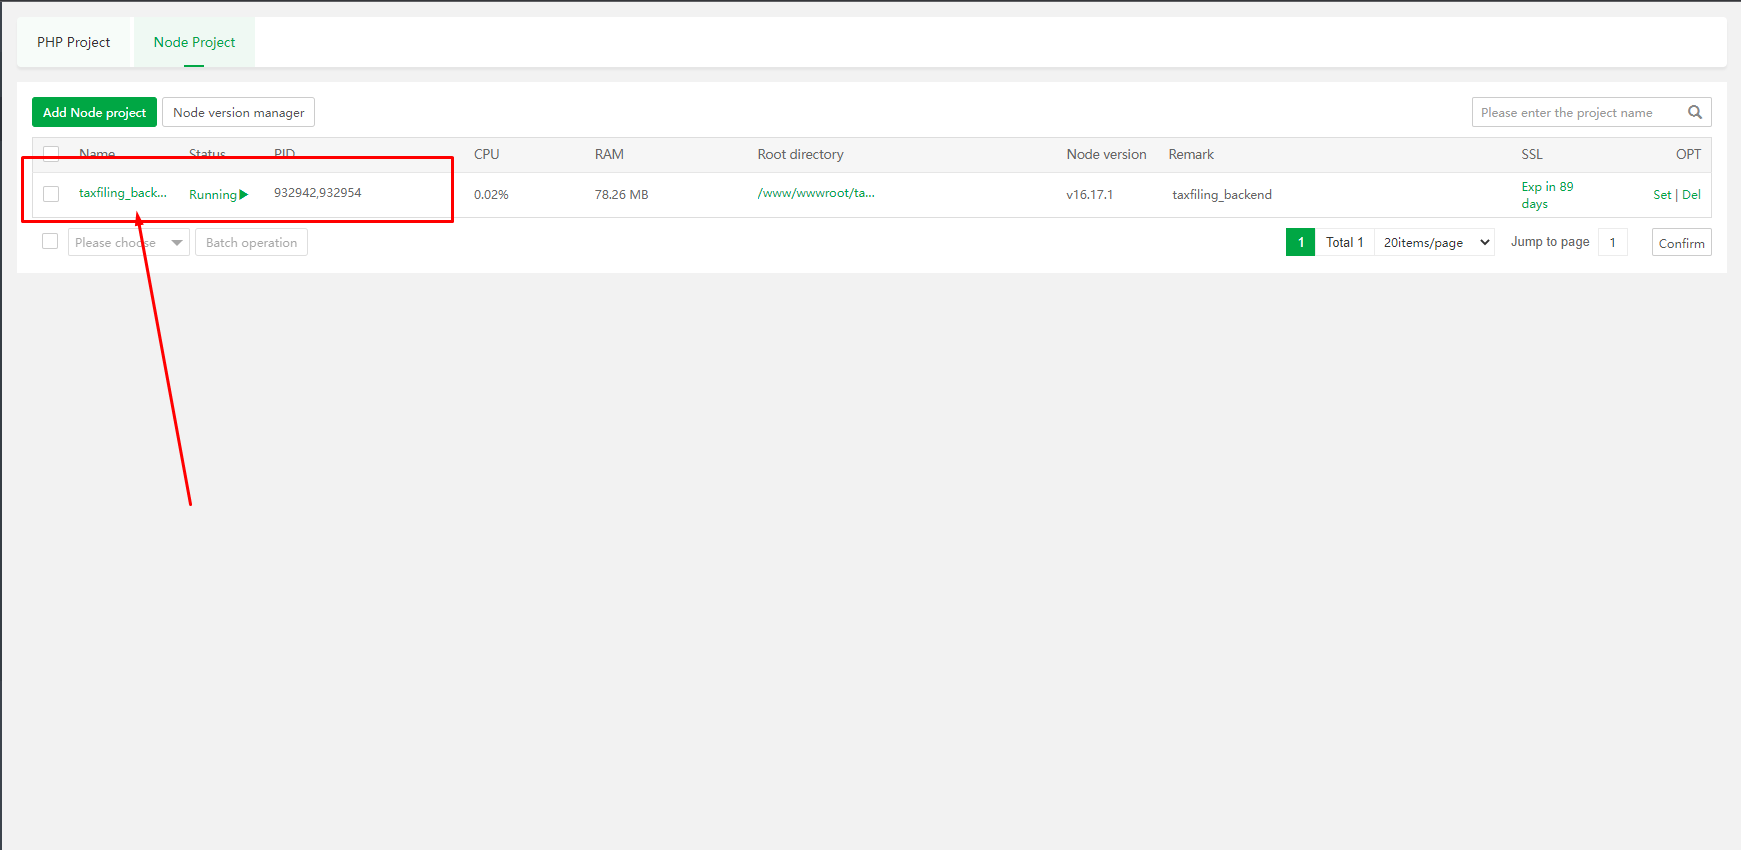 PHP Project
Node Project
Add Node project
Node version manager
Please enter the project name
Name Status PID CPU RAM Root directory Node version Remark SSL OPT
taxfiling_back... Running 932942,932954 0.02% 78.26 MB /www/wwwroot/ta... v16.17.1 taxfiling_backend Exp in 89 days Set | Del
Please choose Batch operation 1 Total 1 20items/page Jump to page 1 Confirm